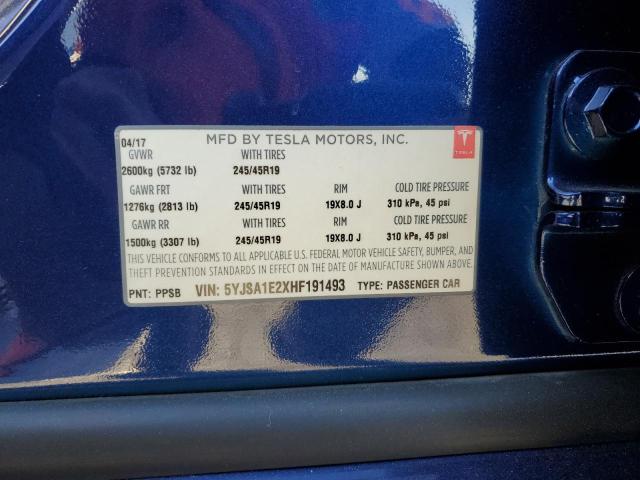 04/17 MFD BY TESLA MOTORS, INC.
TESLA
GVWR WITH TIRES
2600kg (5732 lb) 245/45R19
GAWR FRT WITH TIRES RIM COLD TIRE PRESSURE
1276kg (2813 lb) 245/45R19 19X8.0 J 310 kPa, 45 psi
GAWR RR WITH TIRES RIM COLD TIRE PRESSURE
1500kg (3307 lb) 245/45R19 19X8.0 J 310 kPa, 45 psi
THIS VEHICLE CONFORMS TO ALL APPLICABLE U.S. FEDERAL MOTOR VEHICLE SAFETY, BUMPER, AND
THEFT PREVENTION STANDARDS IN EFFECT ON THE DATE OF MANUFACTURE SHOWN ABOVE.
PNT: PPSB VIN: 5YJSA1E2XHF191493 TYPE: PASSENGER CAR